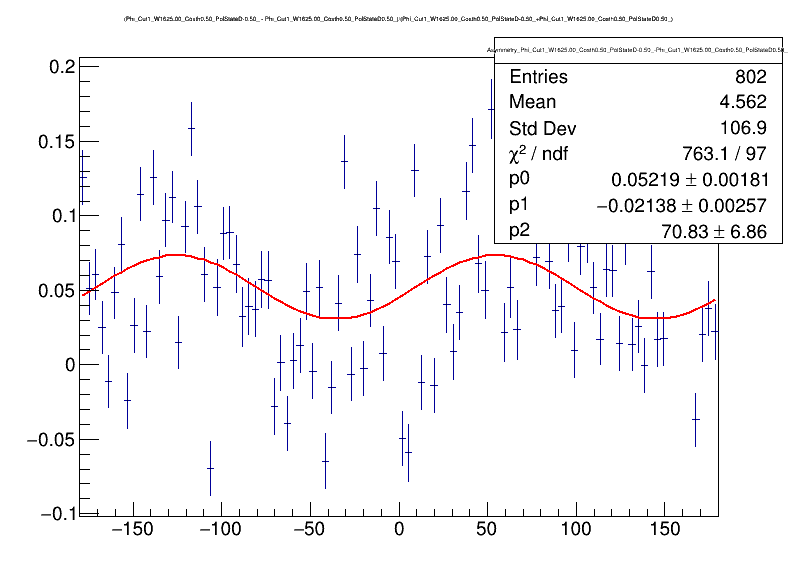 (Phi_Cut1_W1625.00_Costh0.50_PolStateD-0.50_ - Phi_Cut1_W1625.00_Costh0.50_PolStateD0.50_)/(Phi_Cut1_W1625.00_Costh0.50_PolStateD-0.50_+Phi_Cut1_W1625.00_Costh0.50_PolStateD0.50_)
Asymmetry_Phi_Cut1_W1625.00_Costh0.50_PolStateD-0.50_-Phi_Cut1_W1625.00_Costh0.50_PolStateD0.50_
Entries 802
Mean 4.562
Std Dev 106.9
χ² / ndf 763.1 / 97
p0 0.05219 ± 0.00181
p1 −0.02138 ± 0.00257
p2 70.83 ± 6.86
0.2
0.15
0.1
0.05
0
−0.05
−0.1
−150 −100 −50 0 50 100 150